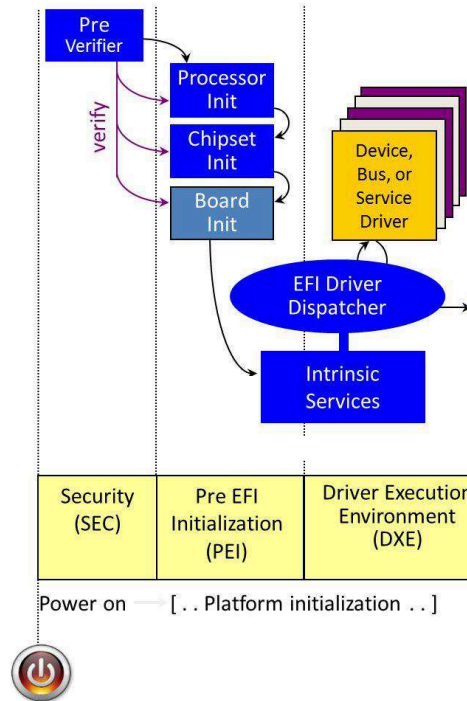 Pre
Verifier
verify
Processor
Init
Chipset
Init
Board
Init
Device,
Bus, or
Service
Driver
EFI Driver
Dispatcher
Intrinsic
Services
Security
(SEC)
Pre EFI
Initialization
(PEI)
Driver Execution
Environment
(DXE)
Power on [ . . Platform initialization . . ]